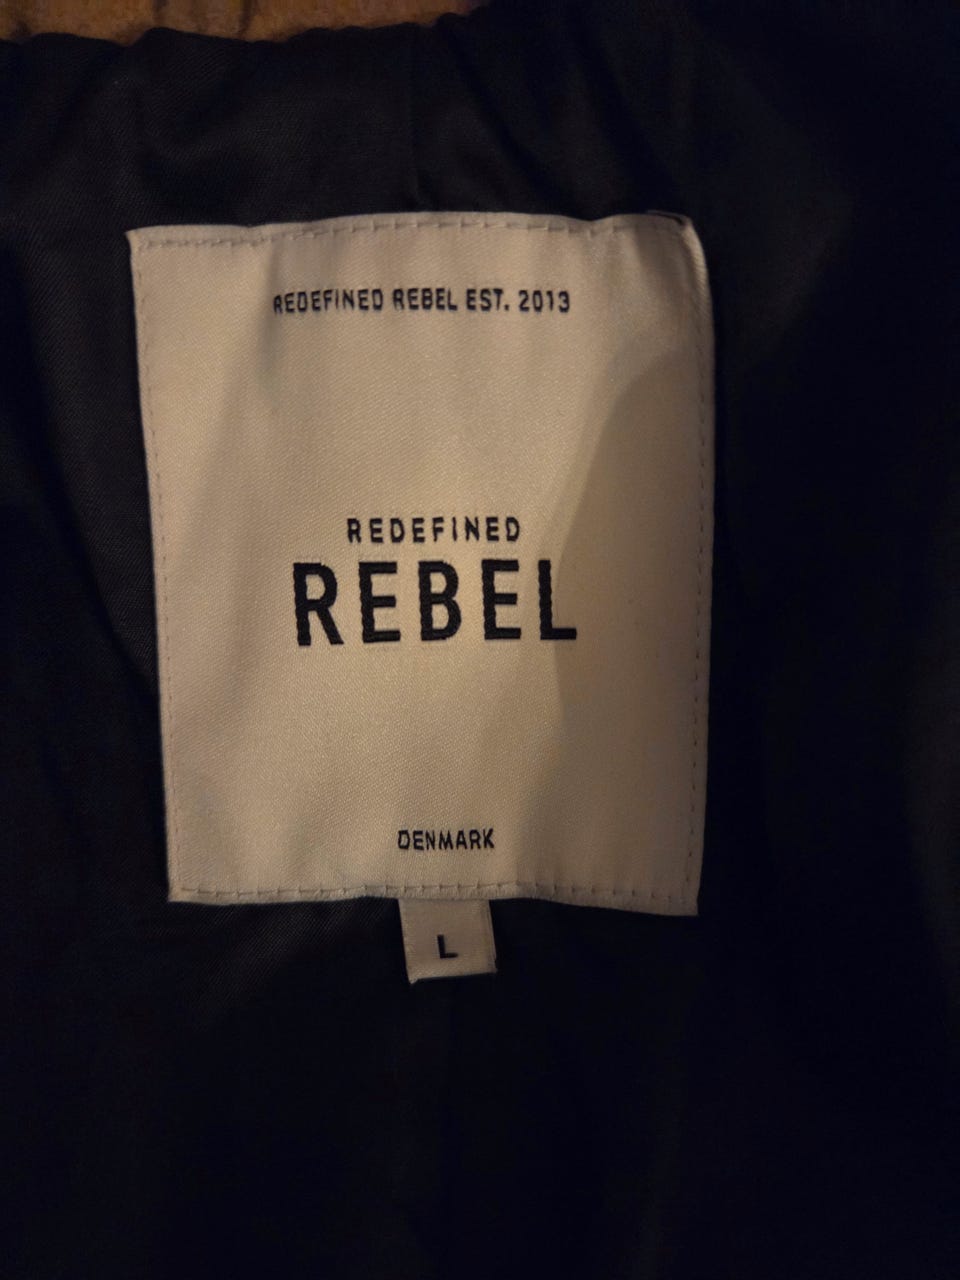 REDEFINED REBEL EST. 2013
REDEFINED
REBEL
DENMARK
L